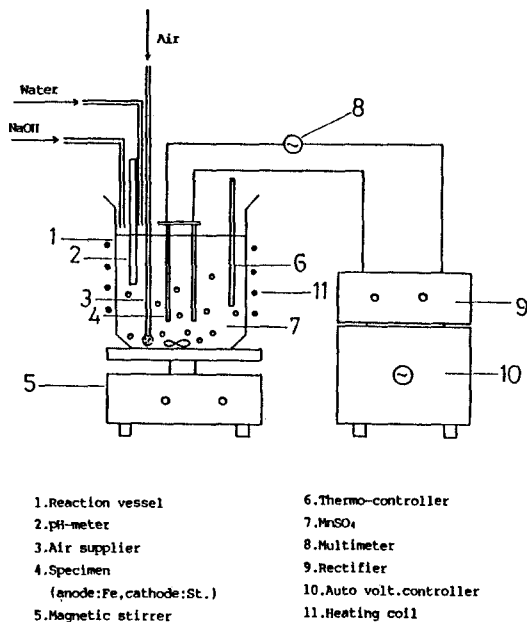 Air
Water
NaOH
8
1
2
6
3
11
9
4
7
5
10
1.Reaction vessel
2.pH-meter
3.Air supplier
4.Specimen
(anode:Fe,cathode:St.)
5.Magnetic stirrer
6.Thermo-controller
7.MnSO₄
8.Multimeter
9.Rectifier
10.Auto volt.controller
11.Heating coil